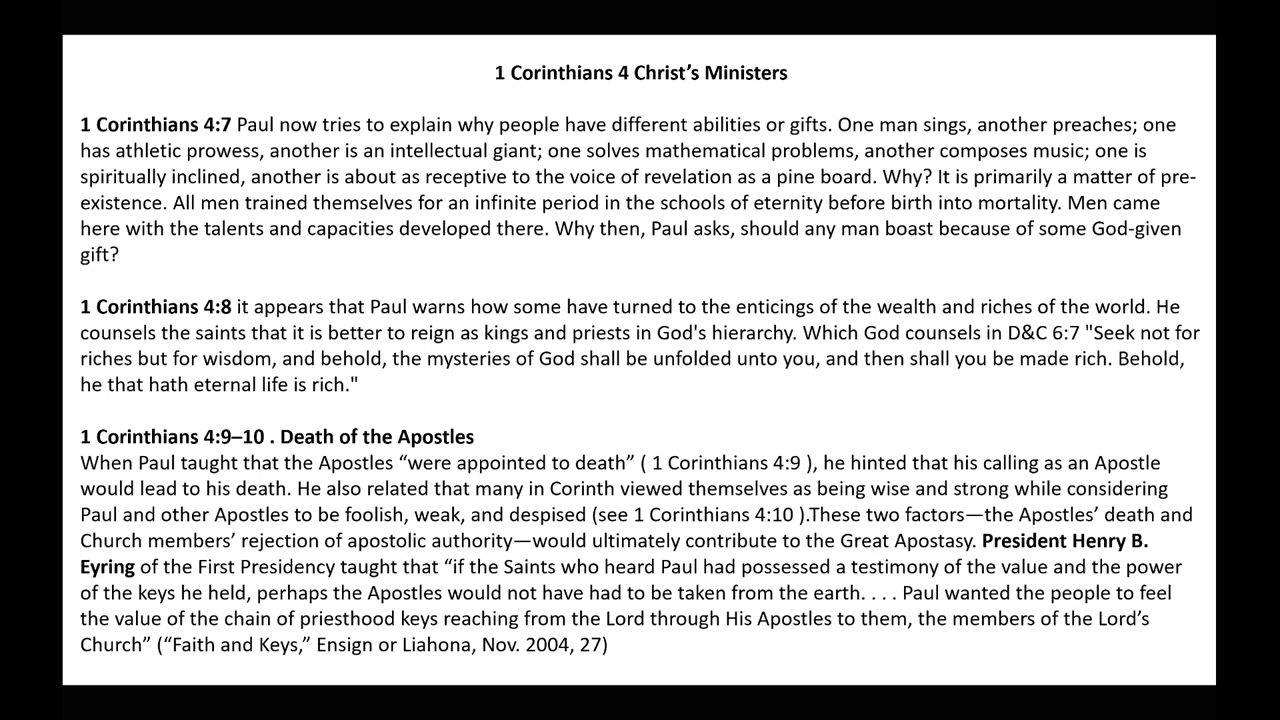 1 Corinthians 4 Christ’s Ministers
1 Corinthians 4:7 Paul now tries to explain why people have different abilities or gifts. One man sings, another preaches; one
has athletic prowess, another is an intellectual giant; one solves mathematical problems, another composes music; one is
spiritually inclined, another is about as receptive to the voice of revelation as a pine board. Why? It is primarily a matter of pre-
existence. All men trained themselves for an infinite period in the schools of eternity before birth into mortality. Men came
here with the talents and capacities developed there. Why then, Paul asks, should any man boast because of some God-given
gift?
1 Corinthians 4:8 it appears that Paul warns how some have turned to the enticings of the wealth and riches of the world. He
counsels the saints that it is better to reign as kings and priests in God's hierarchy. Which God counsels in D&C 6:7 "Seek not for
riches but for wisdom, and behold, the mysteries of God shall be unfolded unto you, and then shall you be made rich. Behold,
he that hath eternal life is rich."
1 Corinthians 4:9–10 . Death of the Apostles
When Paul taught that the Apostles “were appointed to death” ( 1 Corinthians 4:9 ), he hinted that his calling as an Apostle
would lead to his death. He also related that many in Corinth viewed themselves as being wise and strong while considering
Paul and other Apostles to be foolish, weak, and despised (see 1 Corinthians 4:10 ).These two factors—the Apostles’ death and
Church members’ rejection of apostolic authority—would ultimately contribute to the Great Apostasy. President Henry B.
Eyring of the First Presidency taught that “if the Saints who heard Paul had possessed a testimony of the value and the power
of the keys he held, perhaps the Apostles would not have had to be taken from the earth. . . . Paul wanted the people to feel
the value of the chain of priesthood keys reaching from the Lord through His Apostles to them, the members of the Lord’s
Church” (“Faith and Keys,” Ensign or Liahona, Nov. 2004, 27)